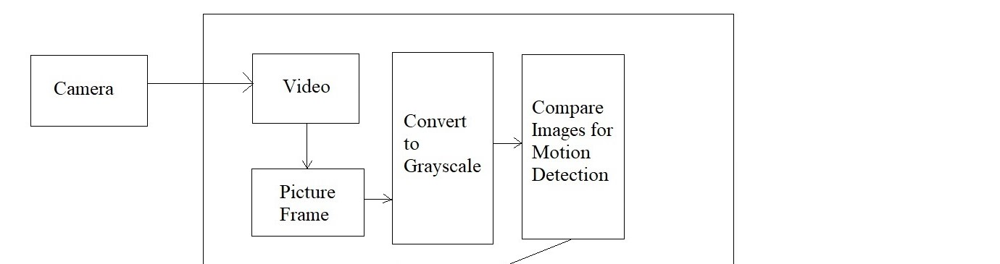 Camera
Video
Picture
Frame
Convert
to
Grayscale
Compare
Images for
Motion
Detection